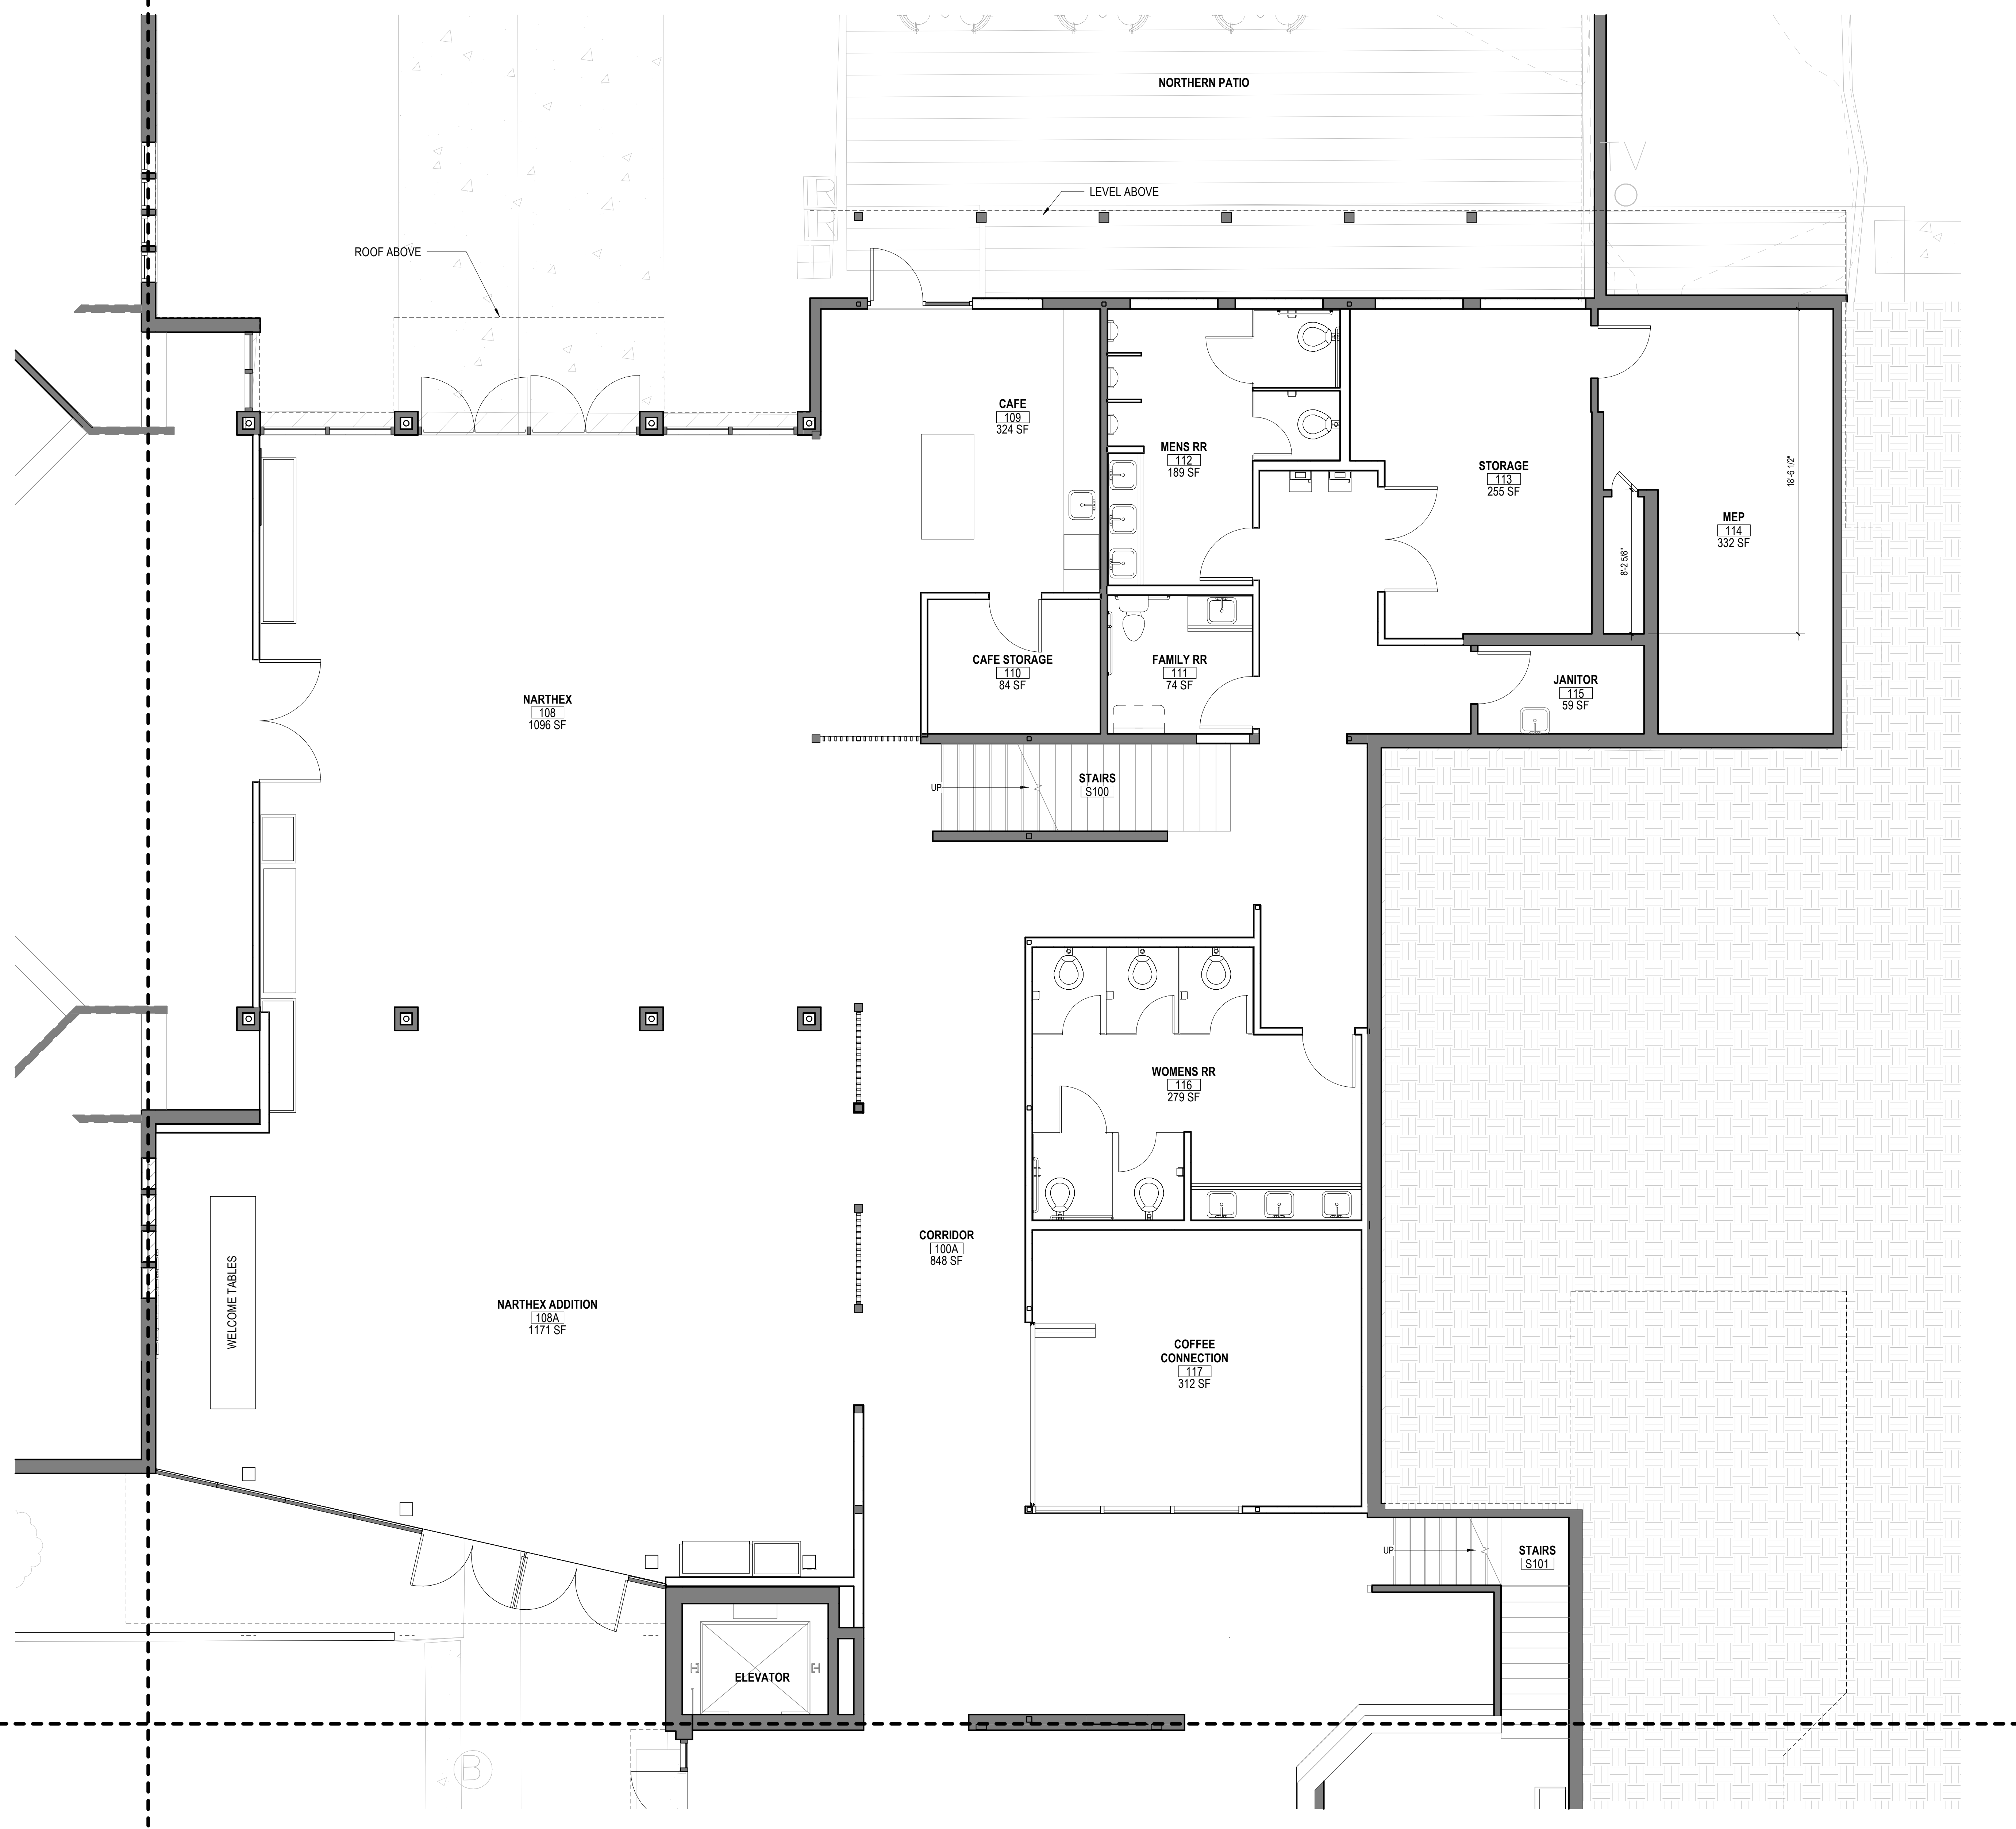 NORTHERN PATIO
TV
LEVEL ABOVE
ROOF ABOVE
CAFE
109
324 SF
MENS RR
112
189 SF
STORAGE
113
255 SF
18'-6 1/2"
MEP
114
332 SF
8'-2 5/8"
CAFE STORAGE
110
84 SF
FAMILY RR
111
74 SF
JANITOR
115
59 SF
NARTHEX
108
1096 SF
STAIRS
S100
UP
WOMENS RR
116
279 SF
CORRIDOR
100A
848 SF
WELCOME TABLES
NARTHEX ADDITION
108A
1171 SF
COFFEE
CONNECTION
117
312 SF
UP
STAIRS
S101
ELEVATOR
B